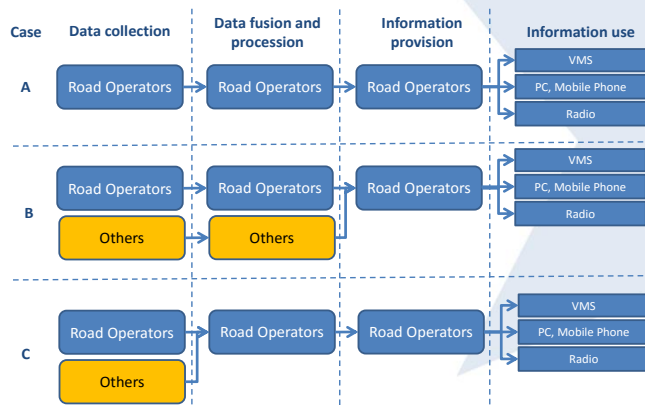 Case
Data collection
Data fusion and
procession
Information
provision
Information use
A
Road Operators
Road Operators
Road Operators
VMS
PC, Mobile Phone
Radio
B
Road Operators
Road Operators
Road Operators
Others
Others
VMS
PC, Mobile Phone
Radio
C
Road Operators
Road Operators
Road Operators
Others
VMS
PC, Mobile Phone
Radio